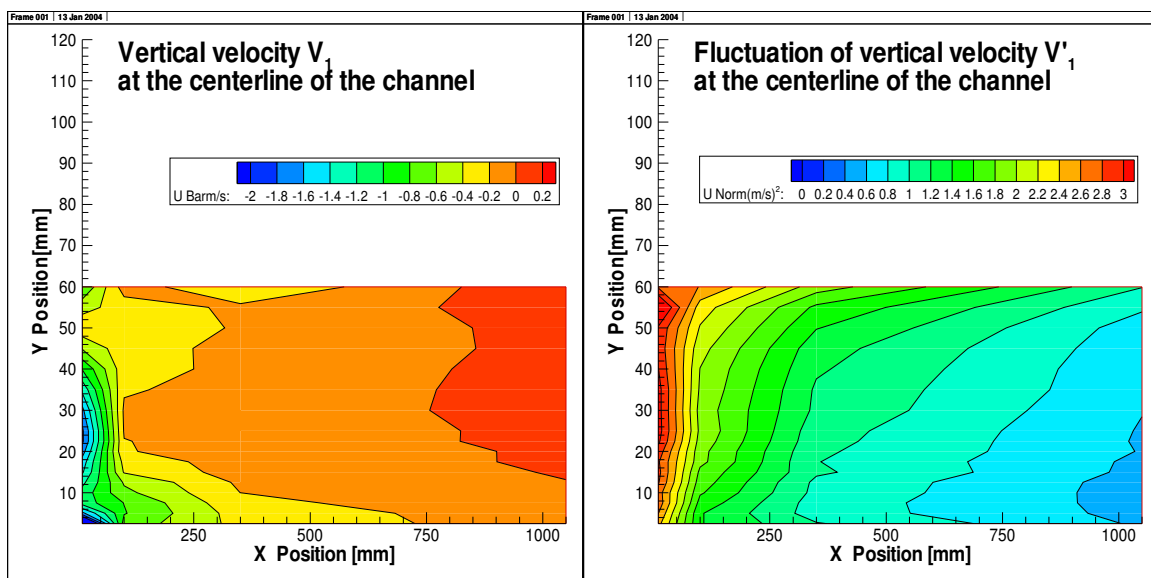 Frame 001 | 13 Jan 2004
Vertical velocity V1
at the centerline of the channel
U Barm/s: -2 -1.8 -1.6 -1.4 -1.2 -1 -0.8 -0.6 -0.4 -0.2 0 0.2
120
110
100
90
80
70
60
50
40
30
20
10
Y Position[mm]
250 500 750 1000
X Position [mm]
Frame 001 | 13 Jan 2004
Fluctuation of vertical velocity V'1
at the centerline of the channel
U Norm(m/s)²: 0 0.2 0.4 0.6 0.8 1 1.2 1.4 1.6 1.8 2 2.2 2.4 2.6 2.8 3
120
110
100
90
80
70
60
50
40
30
20
10
Y Position[mm]
250 500 750 1000
X Position [mm]